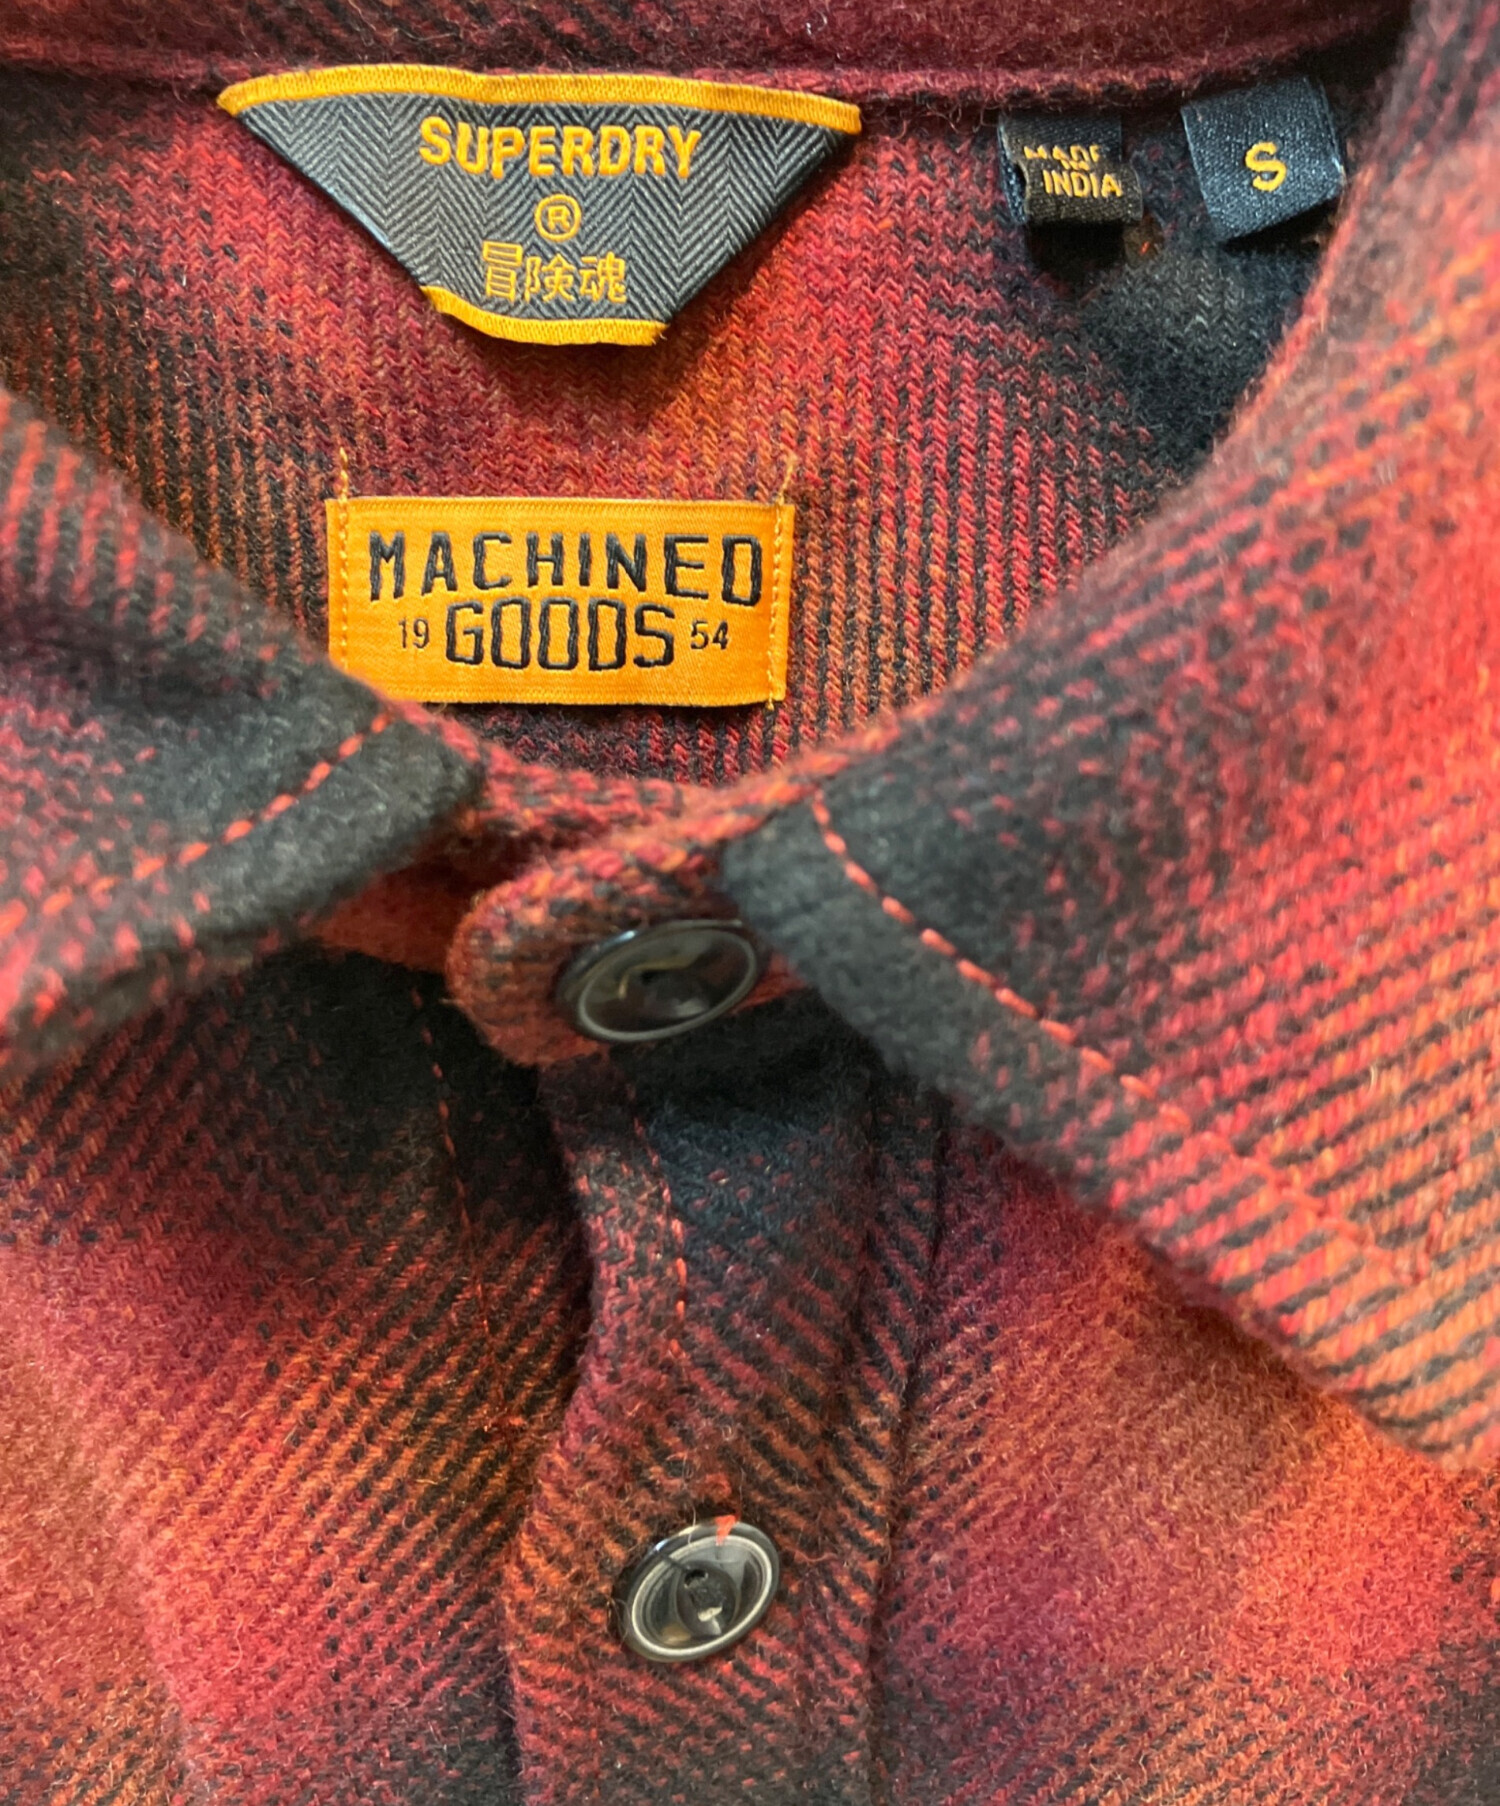 SUPERDRY
®
冒険魂
MADE
IN
INDIA
S
MACHINED
19 GOODS 54